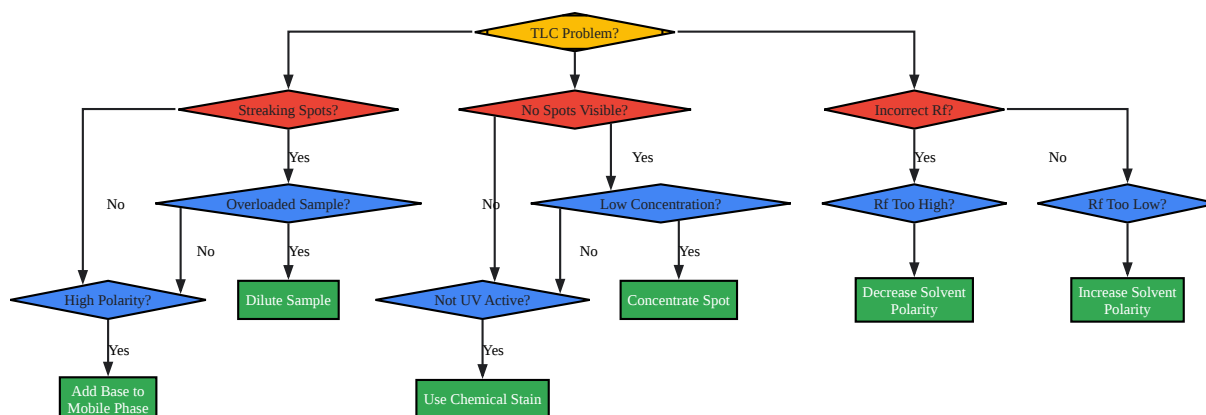 TLC Problem?
Streaking Spots?
No Spots Visible?
Incorrect Rf?
Yes
Yes
Yes
No
No
No
Overloaded Sample?
Low Concentration?
Rf Too High?
Rf Too Low?
No
Yes
No
Yes
High Polarity?
Dilute Sample
Not UV Active?
Concentrate Spot
Decrease Solvent
Polarity
Increase Solvent
Polarity
Yes
Yes
Add Base to
Mobile Phase
Use Chemical Stain